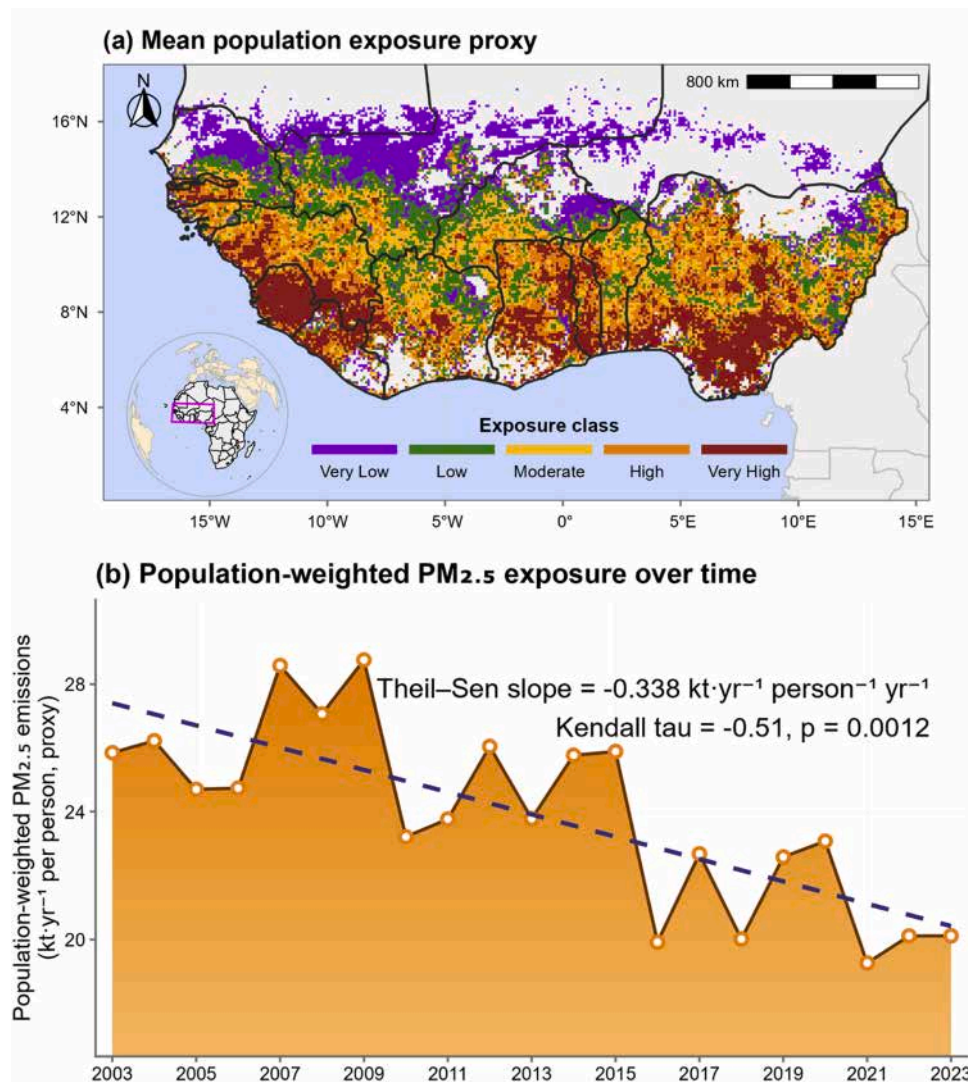 (a) Mean population exposure proxy
N
800 km
16°N
12°N
8°N
4°N
Exposure class
Very Low
Low
Moderate
High
Very High
15°W
10°W
5°W
0°
5°E
10°E
15°E
(b) Population-weighted PM₂.₅ exposure over time
Population-weighted PM₂.₅ emissions
(kt·yr⁻¹ per person, proxy)
28
24
20
Theil–Sen slope = -0.338 kt·yr⁻¹ person⁻¹ yr⁻¹
Kendall tau = -0.51, p = 0.0012
2003
2005
2007
2009
2011
2013
2015
2017
2019
2021
2023